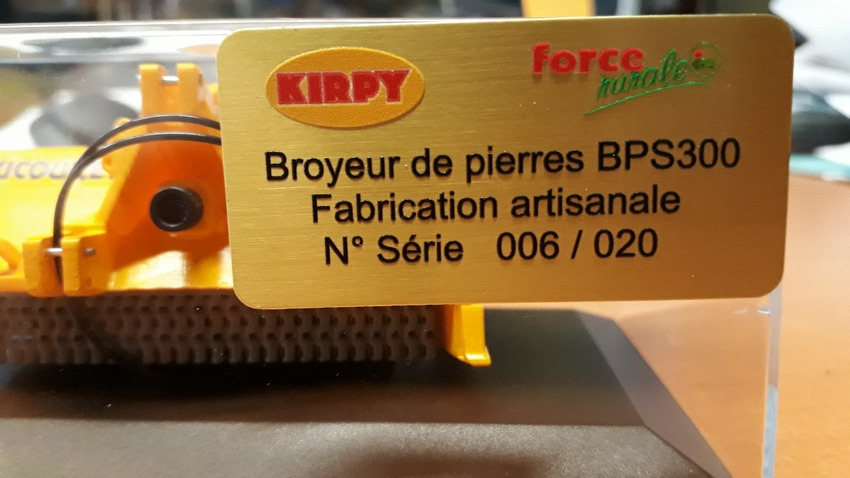 KIRPY
force
rurale
Broyeur de pierres BPS300
Fabrication artisanale
N° Série 006 / 020